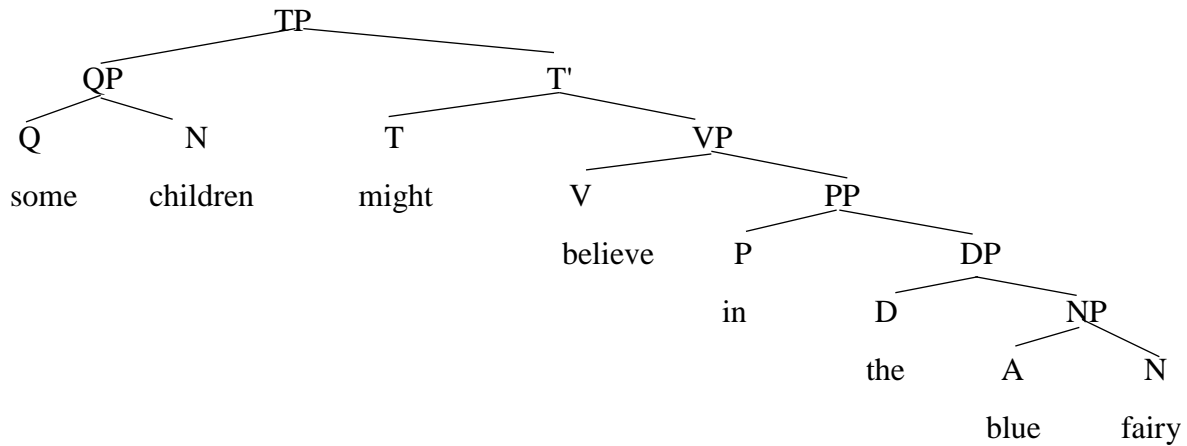 TP
QP T'
Q N T VP
some children might V PP
believe P DP
in D NP
the A N
blue fairy